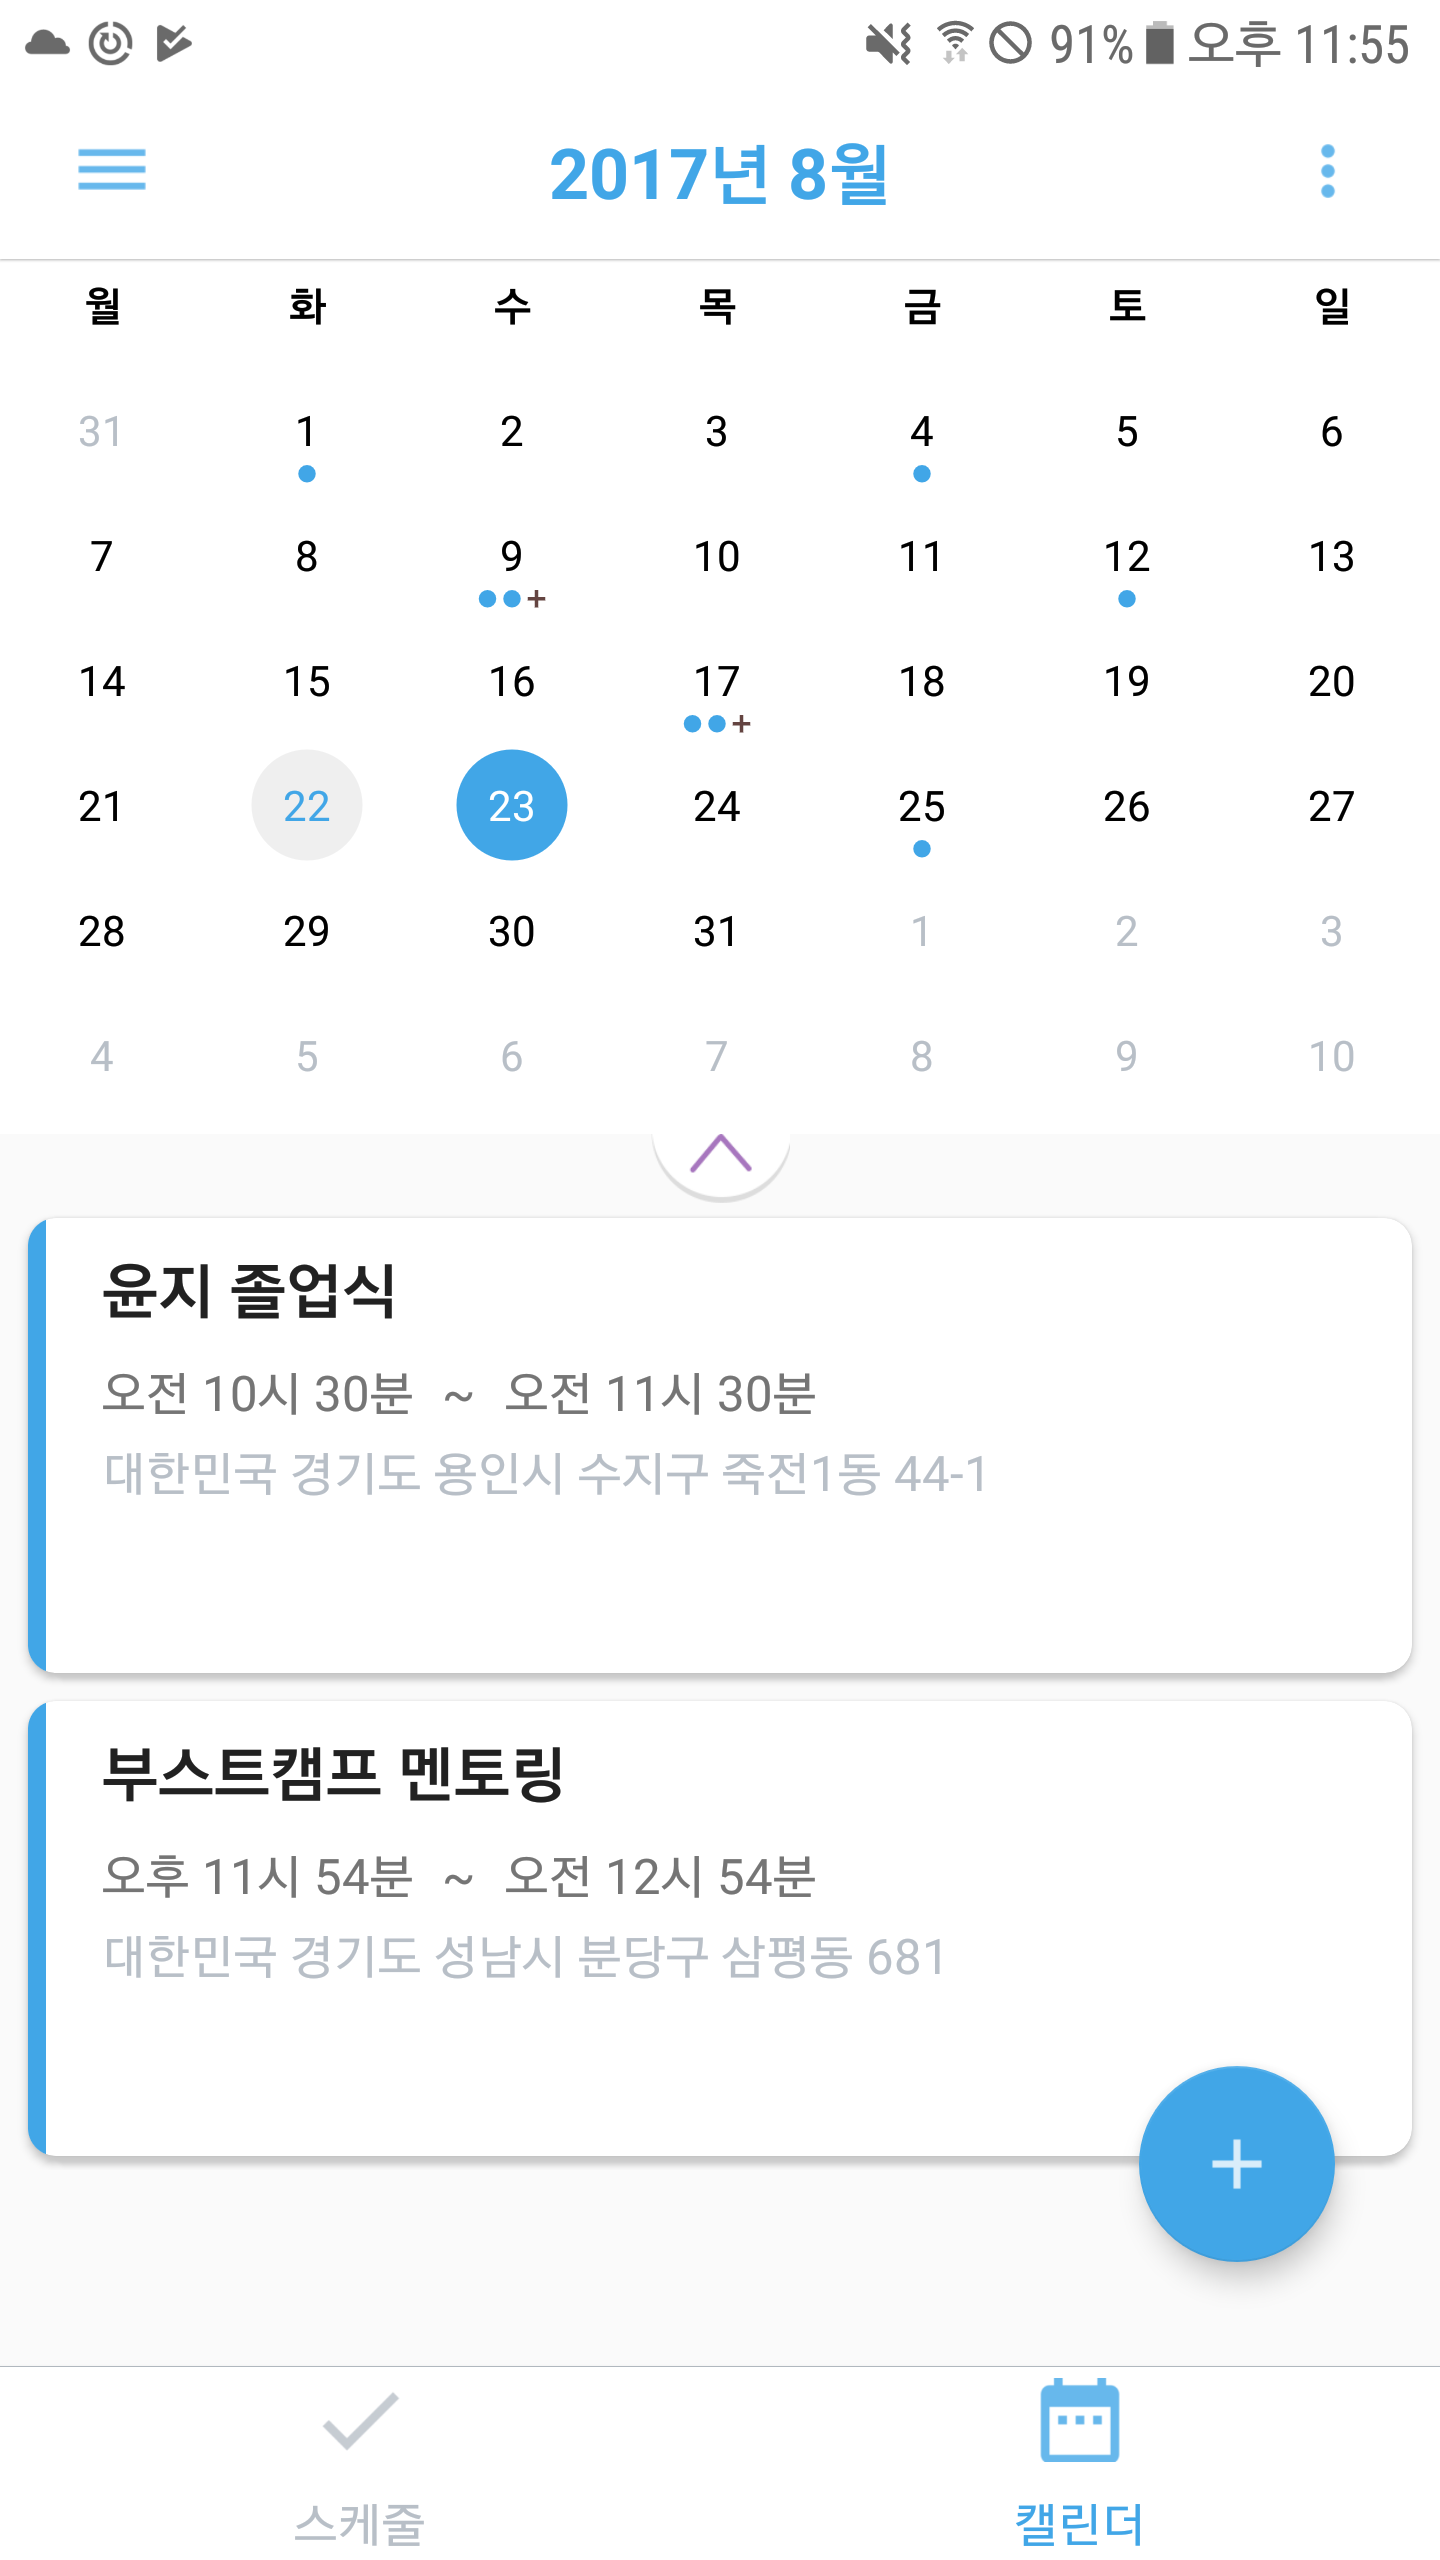 91% 오후 11:55
2017년 8월
월 화 수 목 금 토 일
31 1 2 3 4 5 6
7 8 9 10 11 12 13
+
14 15 16 17 18 19 20
+
21 22 23 24 25 26 27
28 29 30 31 1 2 3
4 5 6 7 8 9 10
윤지 졸업식
오전 10시 30분 ~ 오전 11시 30분
대한민국 경기도 용인시 수지구 죽전1동 44-1
부스트캠프 멘토링
오후 11시 54분 ~ 오전 12시 54분
대한민국 경기도 성남시 분당구 삼평동 681
+
스케줄 캘린더